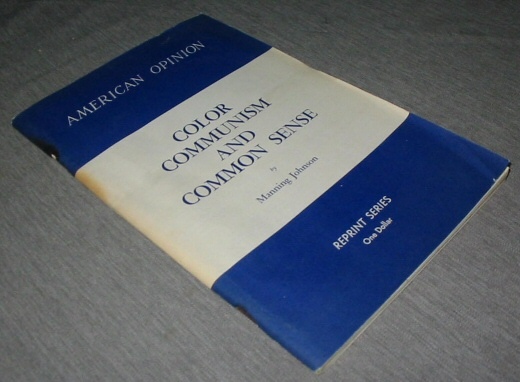 AMERICAN OPINION
COLOR
COMMUNISM
AND
COMMON SENSE
by
Manning Johnson
REPRINT SERIES
One Dollar